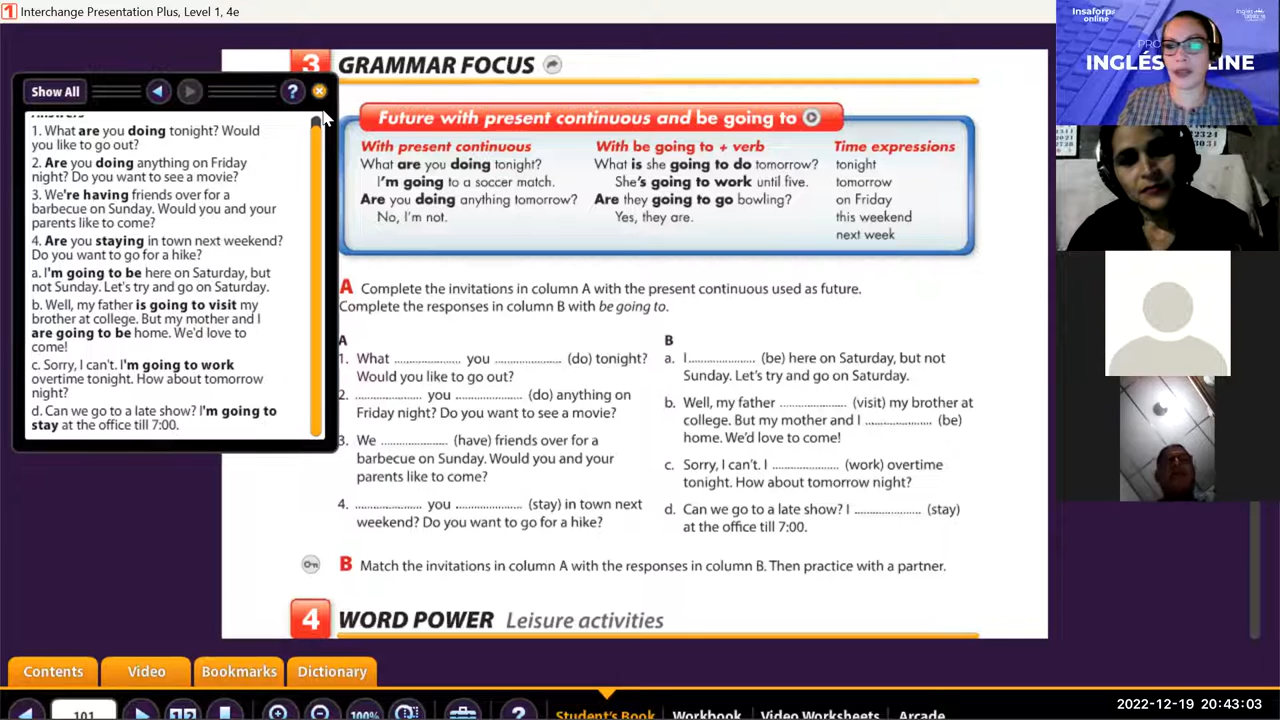 Interchange Presentation Plus, Level 1, 4e
Insaforp
online
INGLÉS ONLINE
3 GRAMMAR FOCUS
Show All
?
Answers
1. What are you doing tonight? Would
you like to go out?
2. Are you doing anything on Friday
night? Do you want to see a movie?
3. We're having friends over for a
barbecue on Sunday. Would you and your
parents like to come?
4. Are you staying in town next weekend?
Do you want to go for a hike?
a. I'm going to be here on Saturday, but
not Sunday. Let's try and go on Saturday.
b. Well, my father is going to visit my
brother at college. But my mother and I
are going to be home. We'd love to
come!
c. Sorry, I can't. I'm going to work
overtime tonight. How about tomorrow
night?
d. Can we go to a late show? I'm going to
stay at the office till 7:00.
Future with present continuous and be going to
With present continuous
What are you doing tonight?
I'm going to a soccer match.
Are you doing anything tomorrow?
No, I'm not.
With be going to + verb
What is she going to do tomorrow?
She's going to work until five.
Are they going to go bowling?
Yes, they are.
Time expressions
tonight
tomorrow
on Friday
this weekend
next week
A Complete the invitations in column A with the present continuous used as future.
Complete the responses in column B with be going to.
A
1. What .................. you .................. (do) tonight?
Would you like to go out?
2. .................. you .................. (do) anything on
Friday night? Do you want to see a movie?
3. We .................. (have) friends over for a
barbecue on Sunday. Would you and your
parents like to come?
4. .................. you .................. (stay) in town next
weekend? Do you want to go for a hike?
B
a. I .................. (be) here on Saturday, but not
Sunday. Let's try and go on Saturday.
b. Well, my father .................. (visit) my brother at
college. But my mother and I .................. (be)
home. We'd love to come!
c. Sorry, I can't. I .................. (work) overtime
tonight. How about tomorrow night?
d. Can we go to a late show? I .................. (stay)
at the office till 7:00.
B Match the invitations in column A with the responses in column B. Then practice with a partner.
4 WORD POWER Leisure activities
Contents
Video
Bookmarks
Dictionary
101
100%
?
Student's Book
Workbook
Video Worksheets
Arcade
2022-12-19 20:43:03